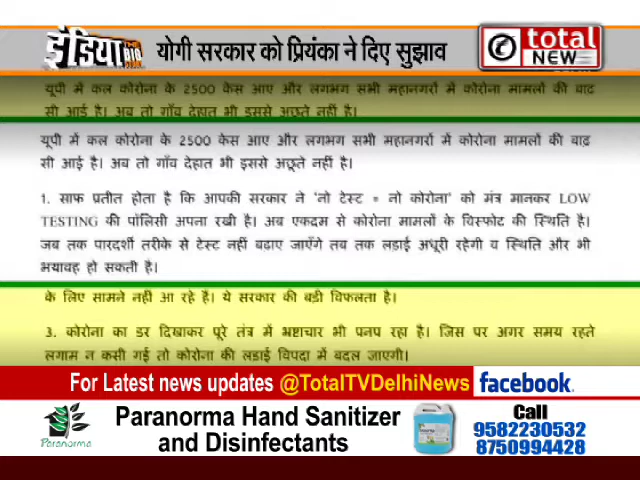 इंडिया THE BIG
योगी सरकार को प्रियंका ने दिए सुझाव
total
NEWS
यूपी में कल कोरोना के 2500 केस आए और लगभग सभी महानगरों में कोरोना मामलों की बाढ़
सी आई है। अब तो गाँव देहात भी इससे अछूते नहीं है।
यूपी में कल कोरोना के 2500 केस आए और लगभग सभी महानगरों में कोरोना मामलों की बाढ़
सी आई है। अब तो गाँव देहात भी इससे अछूते नहीं है।
1. साफ प्रतीत होता है कि आपकी सरकार ने 'नो टेस्ट = नो कोरोना' को मंत्र मानकर LOW
TESTING की पॉलिसी अपना रखी है। अब एकदम से कोरोना मामलों के विस्फोट की स्थिति है।
जब तक पारदर्शी तरीके से टेस्ट नहीं बढाए जाएँगे तब तक लड़ाई अधूरी रहेगी व स्थिति और भी
भयावह हो सकती है।
के लिए सामने नहीं आ रहे हैं। ये सरकार की बड़ी विफलता है।
3. कोरोना का डर दिखाकर पूरे तंत्र में भ्रष्टाचार भी पनप रहा है। जिस पर अगर समय रहते
लगाम न कसी गई तो कोरोना की लड़ाई विपदा में बदल जाएगी।
For Latest news updates @TotalTVDelhiNews facebook
Paranorma
Paranorma Hand Sanitizer
and Disinfectants
Call
9582230532
8750994428